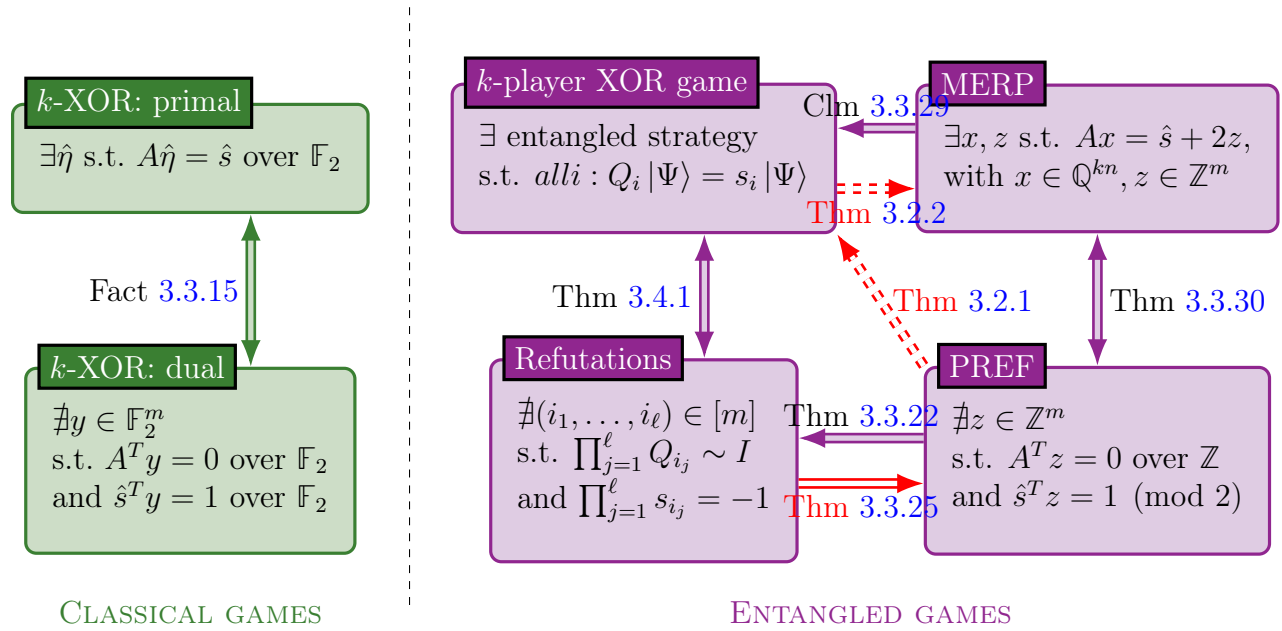 k-XOR: primal
∃η̂ s.t. Aη̂ = ŝ over 𝔽₂
Fact 3.3.15
k-XOR: dual
∄y ∈ 𝔽₂ᵐ
s.t. Aᵀy = 0 over 𝔽₂
and ŝᵀy = 1 over 𝔽₂
CLASSICAL GAMES
k-player XOR game
∃ entangled strategy
s.t. alli : Qᵢ |Ψ⟩ = sᵢ |Ψ⟩
Clm 3.3.29
MERP
∃x, z s.t. Ax = ŝ + 2z,
with x ∈ ℚᵏⁿ, z ∈ ℤᵐ
Thm 3.2.2
Thm 3.4.1
Thm 3.2.1
Thm 3.3.30
Refutations
∄(i₁, . . . , i_ℓ) ∈ [m]
s.t. ∏_{j=1}^{ℓ} Q_{i_j} ∼ I
and ∏_{j=1}^{ℓ} s_{i_j} = −1
Thm 3.3.22
Thm 3.3.25
PREF
∄z ∈ ℤᵐ
s.t. Aᵀz = 0 over ℤ
and ŝᵀz = 1 (mod 2)
ENTANGLED GAMES